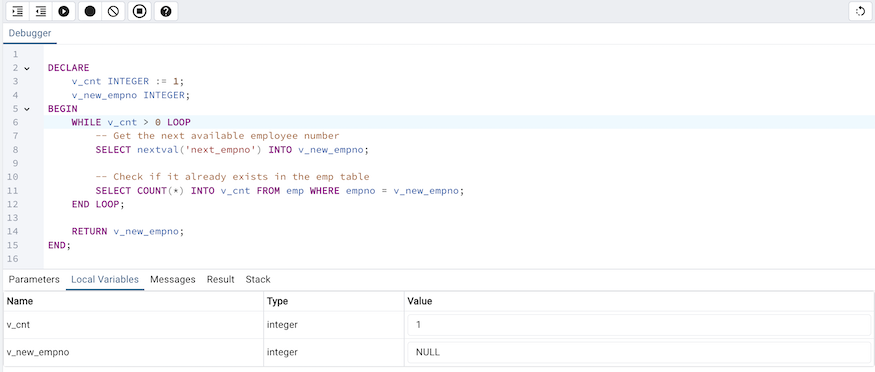 Debugger
1
2 DECLARE
3 v_cnt INTEGER := 1;
4 v_new_empno INTEGER;
5 BEGIN
6 WHILE v_cnt > 0 LOOP
7 -- Get the next available employee number
8 SELECT nextval('next_empno') INTO v_new_empno;
9
10 -- Check if it already exists in the emp table
11 SELECT COUNT(*) INTO v_cnt FROM emp WHERE empno = v_new_empno;
12 END LOOP;
13
14 RETURN v_new_empno;
15 END;
16
Parameters Local Variables Messages Result Stack
Name Type Value
v_cnt integer 1
v_new_empno integer NULL